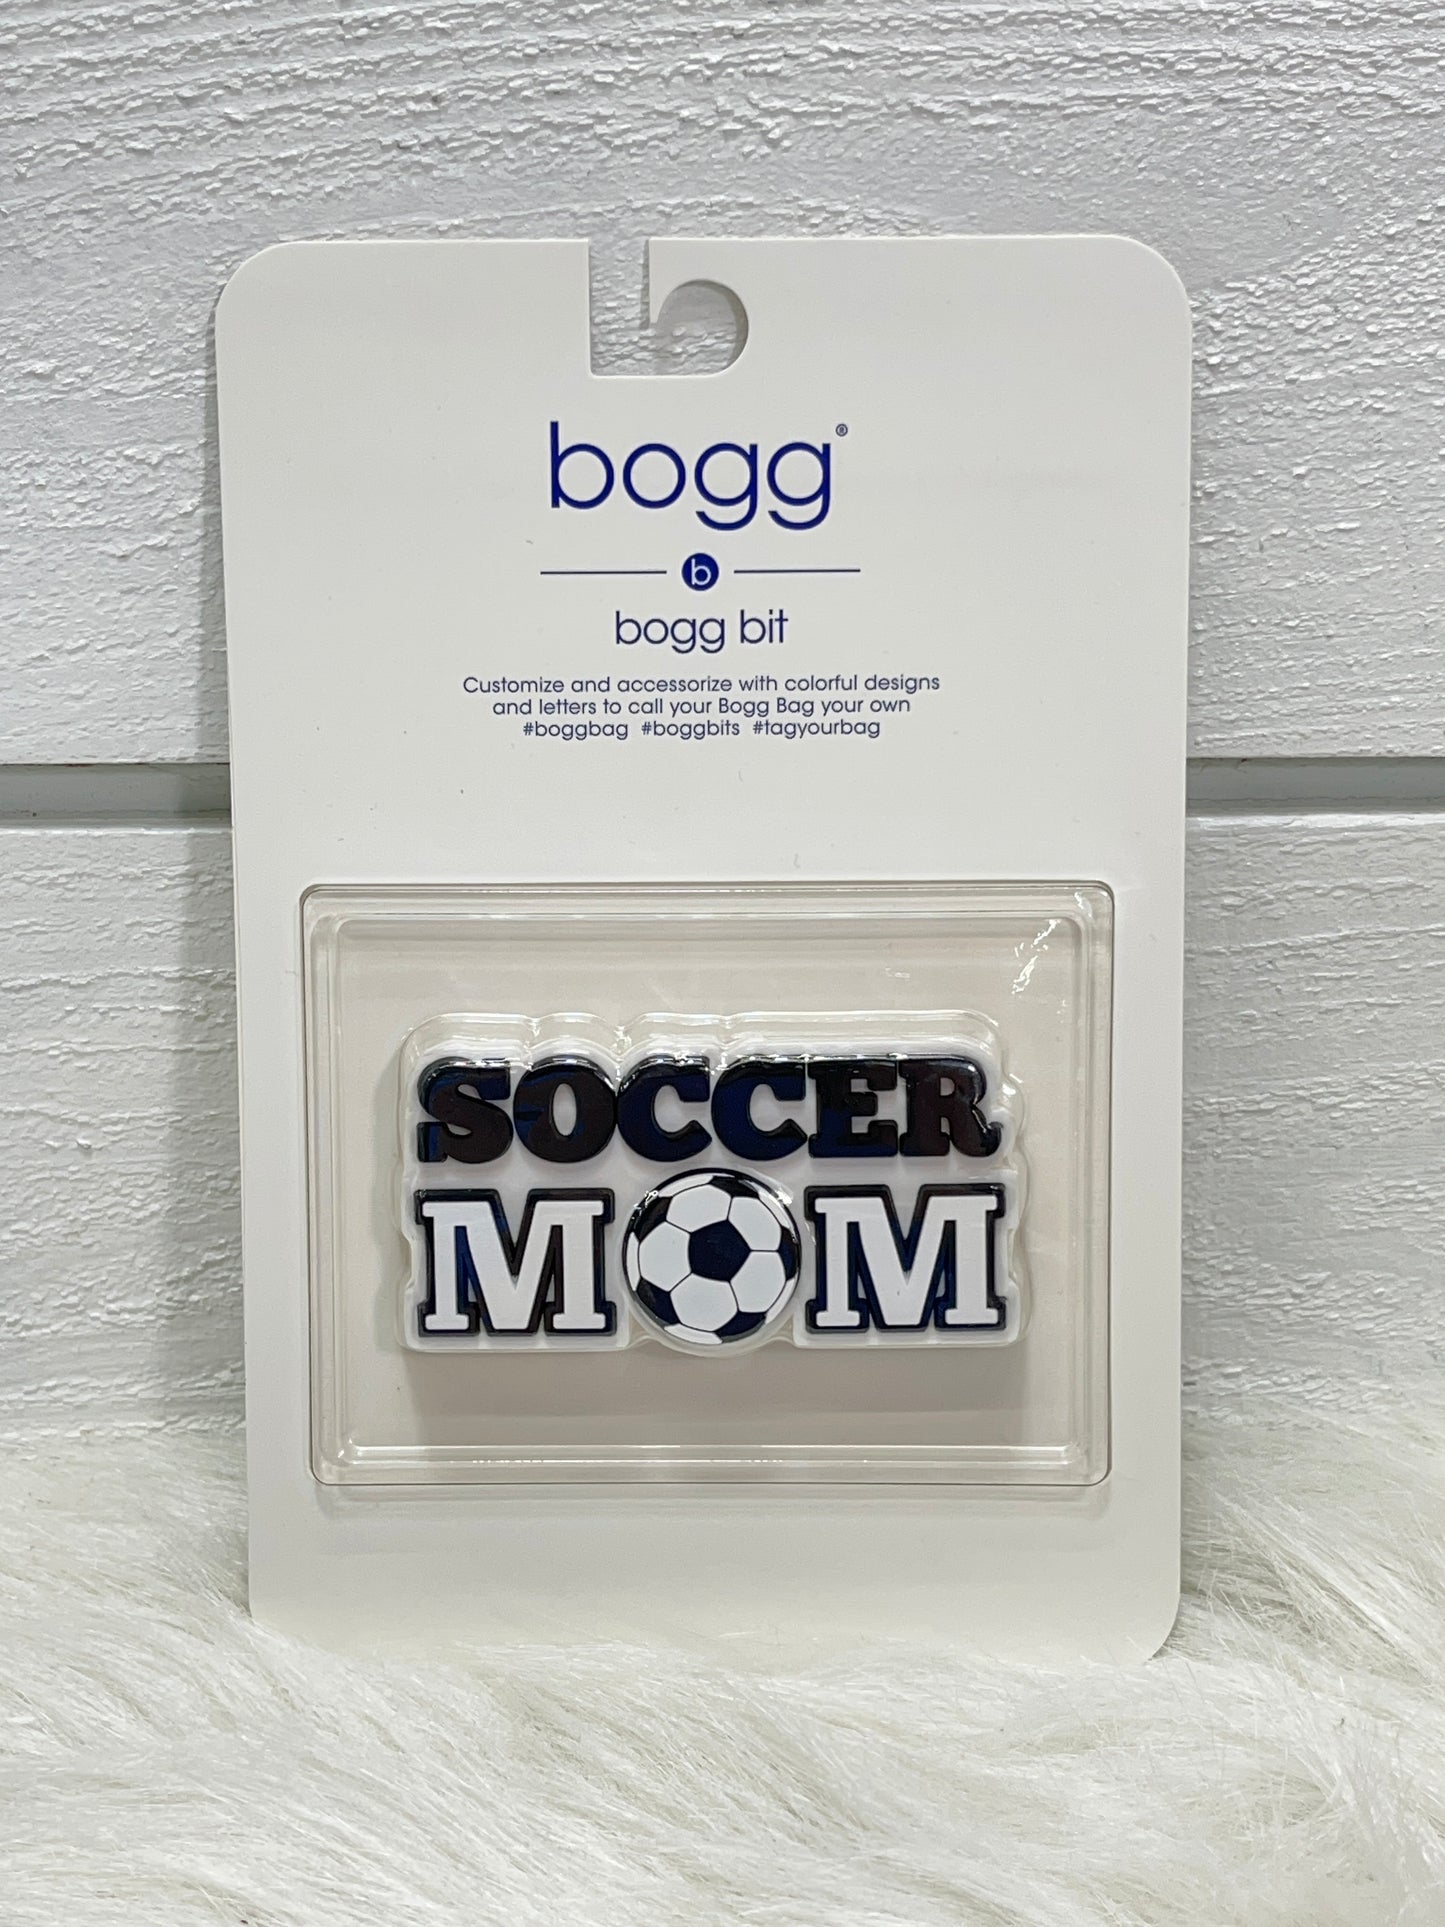 bogg®
b
bogg bit
Customize and accessorize with colorful designs
and letters to call your Bogg Bag your own
#boggbag #boggbits #tagyourbag
SOCCER
M M